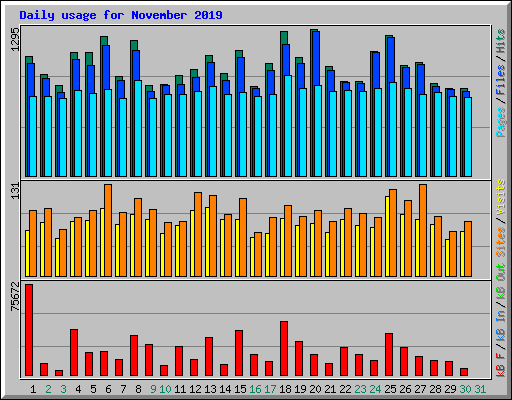 Daily usage for November 2019
1295
Pages / Files / Hits
131
Sites / Visits
75672
kB F / kB In / kB Out
1 2 3 4 5 6 7 8 9 10 11 12 13 14 15 16 17 18 19 20 21 22 23 24 25 26 27 28 29 30 31